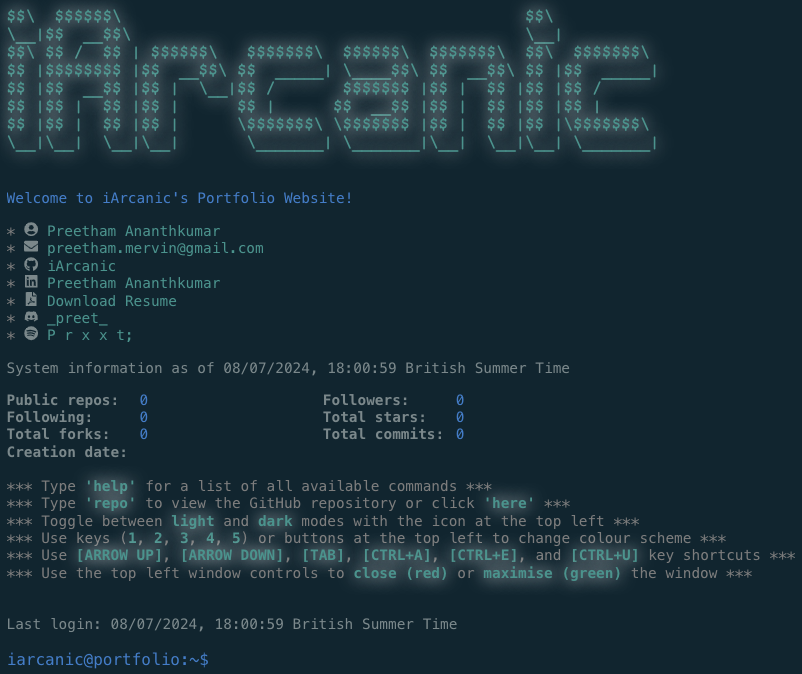 $$\  $$$$$$\                                               $$\
\__|$$  __$$\                                              \__|
$$\ $$ /  $$ | $$$$$$\   $$$$$$$\  $$$$$$\  $$$$$$$\  $$\  $$$$$$$\
$$ |$$$$$$$$ |$$  __$$\ $$  _____| \____$$\ $$  __$$\ $$ |$$  _____|
$$ |$$  __$$ |$$ |  \__|$$ /        $$$$$$$ |$$ |  $$ |$$ |$$ /
$$ |$$ |  $$ |$$ |      $$ |      $$  __$$ |$$ |  $$ |$$ |$$ |
$$ |$$ |  $$ |$$ |      \$$$$$$$\ \$$$$$$$ |$$ |  $$ |$$ |\$$$$$$$\
\__|\__|  \__|\__|       \_______| \_______|\__|  \__|\__| \_______|
Welcome to iArcanic's Portfolio Website!
* Preetham Ananthkumar
* preetham.mervin@gmail.com
* iArcanic
* Preetham Ananthkumar
* Download Resume
* _preet_
* P r x x t;
System information as of 08/07/2024, 18:00:59 British Summer Time
Public repos: 0 Followers: 0
Following: 0 Total stars: 0
Total forks: 0 Total commits: 0
Creation date:
*** Type 'help' for a list of all available commands ***
*** Type 'repo' to view the GitHub repository or click 'here' ***
*** Toggle between light and dark modes with the icon at the top left ***
*** Use keys (1, 2, 3, 4, 5) or buttons at the top left to change colour scheme ***
*** Use [ARROW UP], [ARROW DOWN], [TAB], [CTRL+A], [CTRL+E], and [CTRL+U] key shortcuts ***
*** Use the top left window controls to close (red) or maximise (green) the window ***
Last login: 08/07/2024, 18:00:59 British Summer Time
iarcanic@portfolio:~$